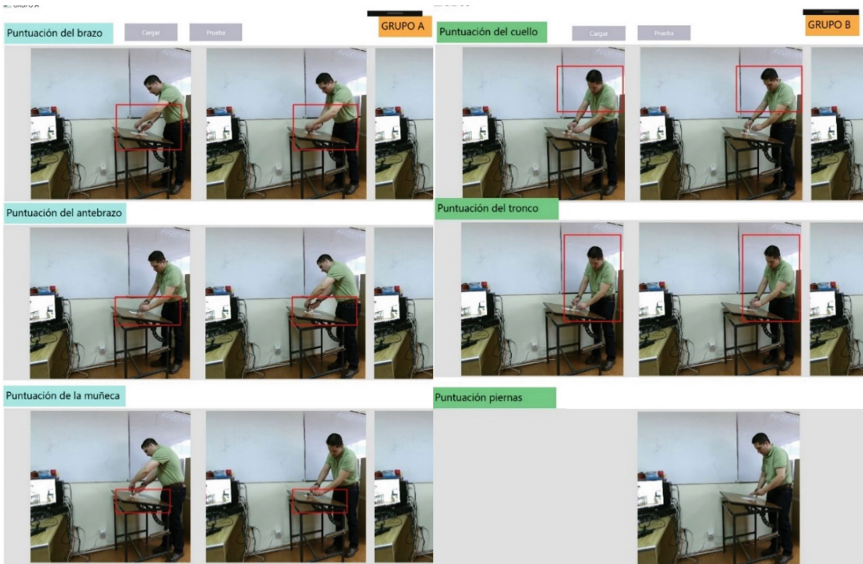 GRUPO A
Puntuación del brazo
Cargar
Prueba
Puntuación del antebrazo
Puntuación de la muñeca
GRUPO B
Puntuación del cuello
Cargar
Prueba
Puntuación del tronco
Puntuación piernas